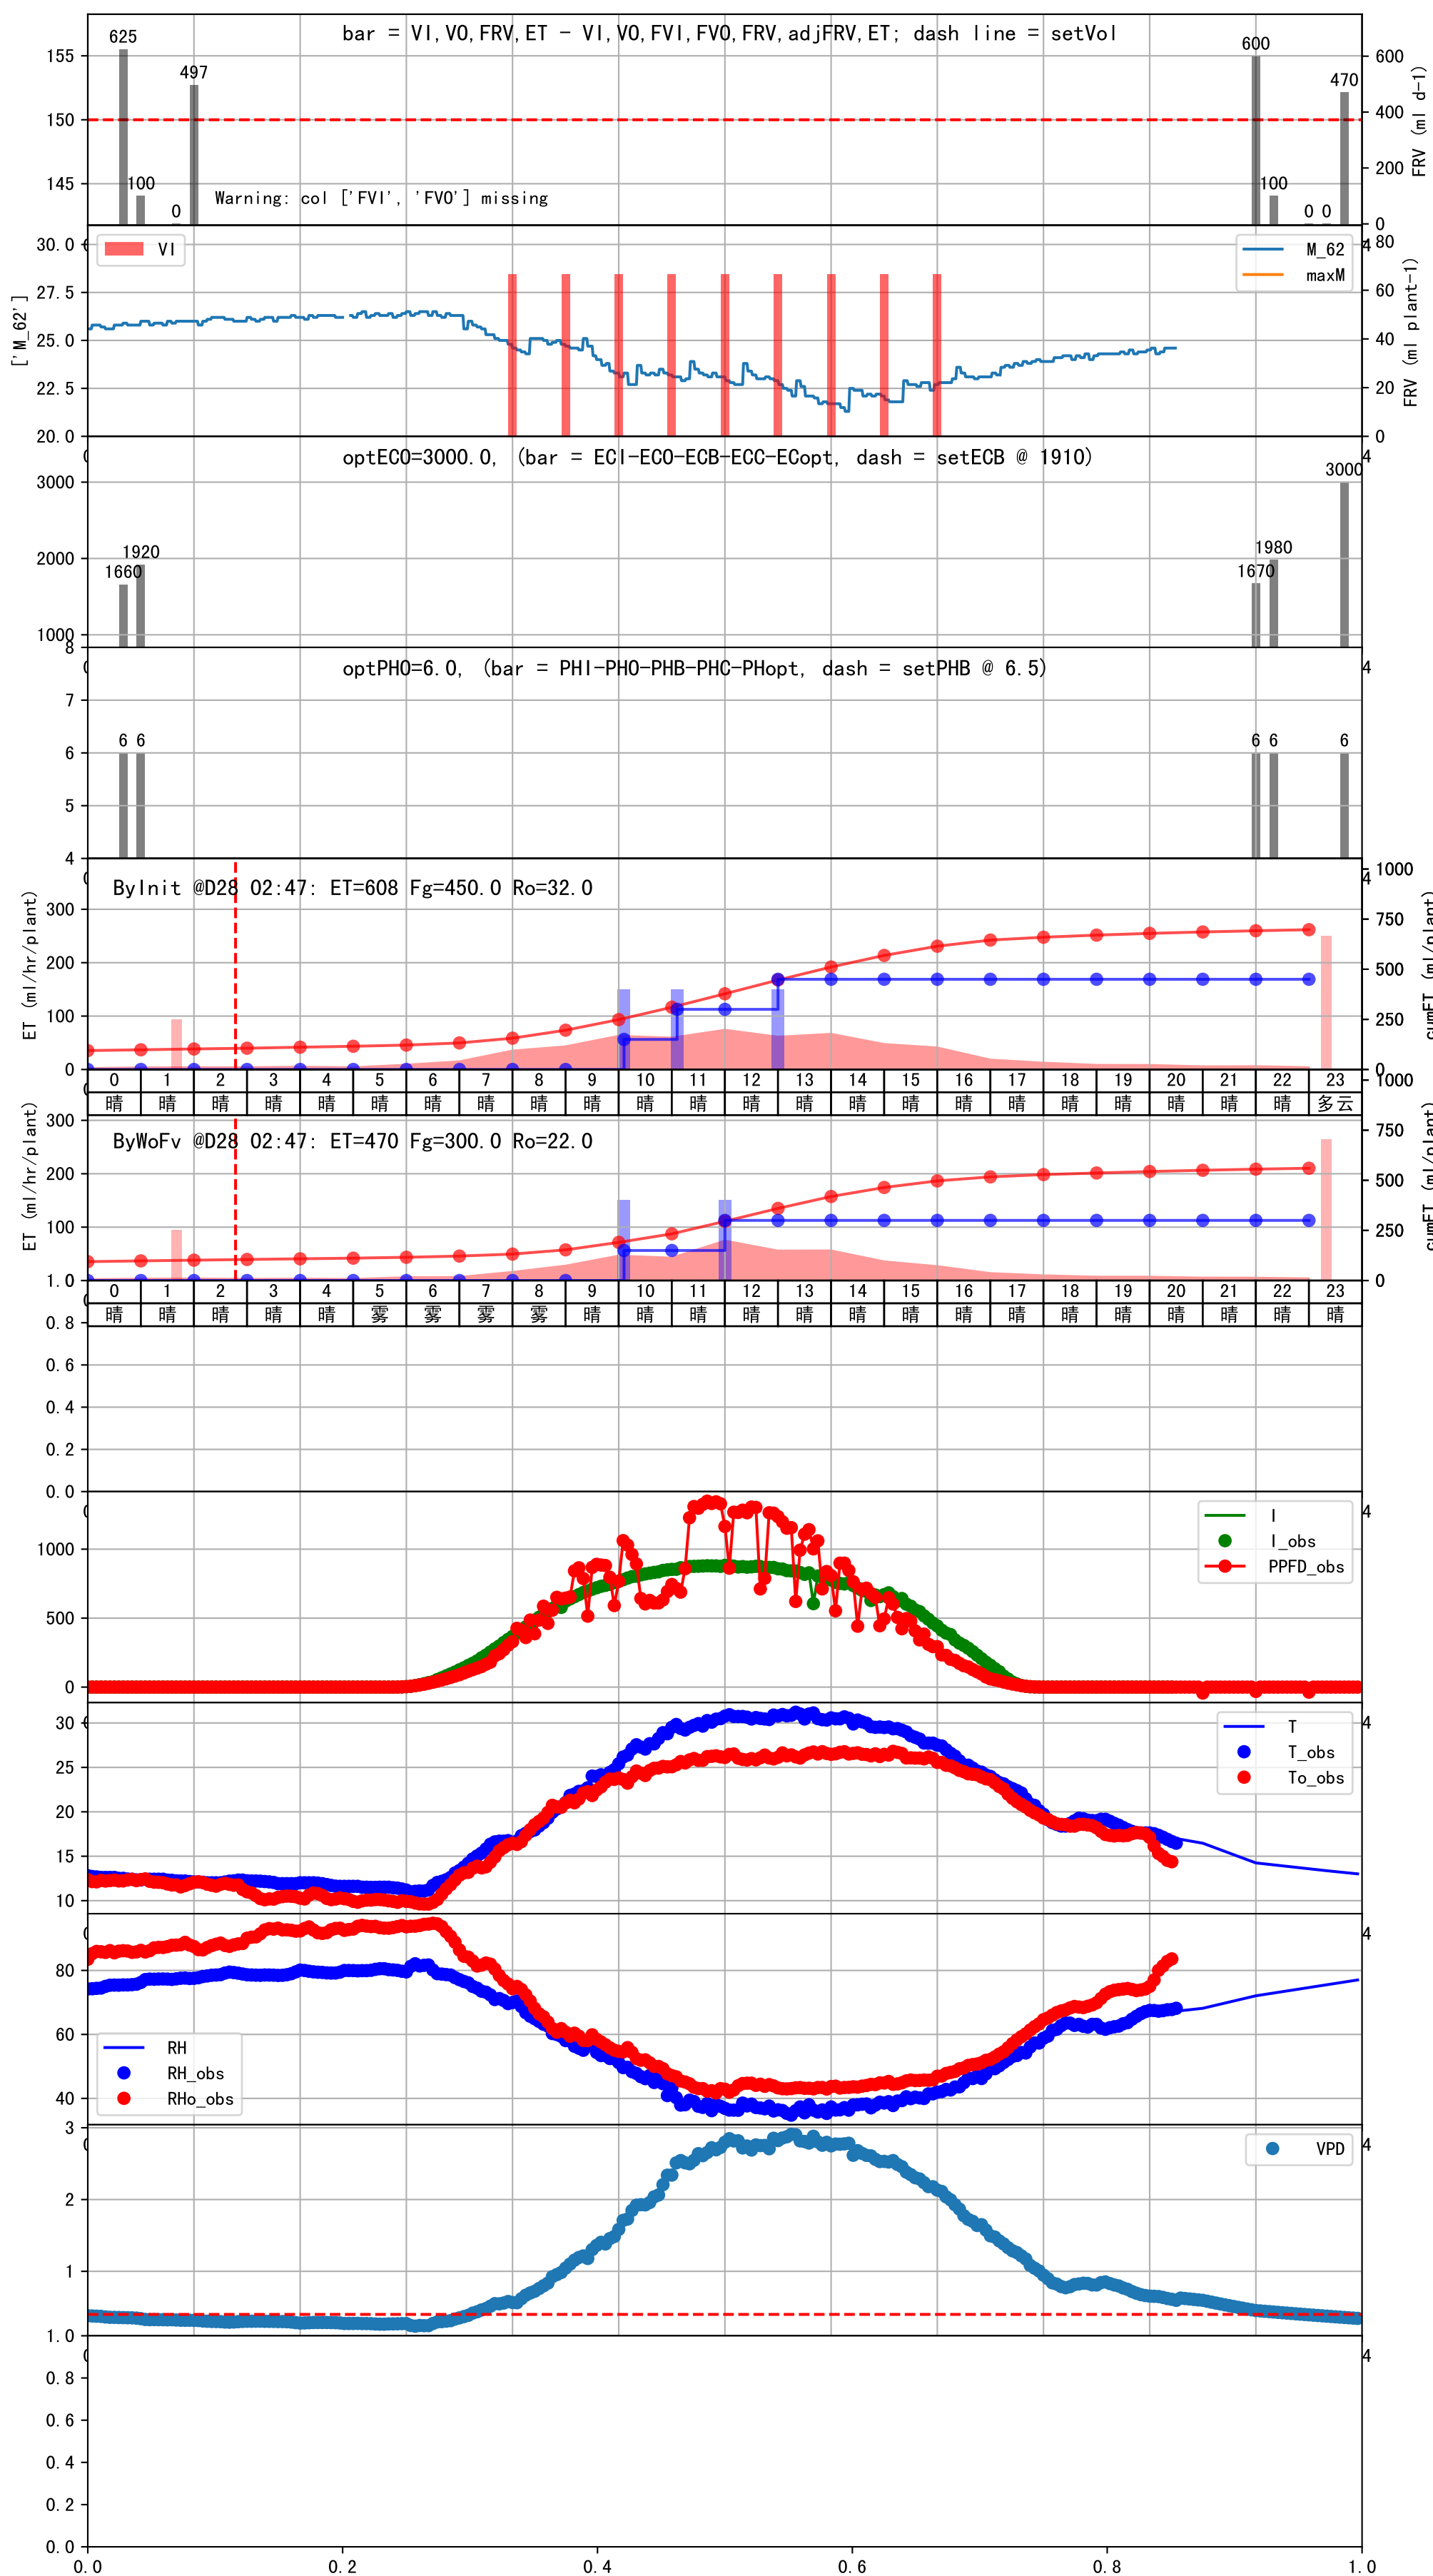 bar = VI,VO,FRV,ET - VI,VO,FVI,FVO,FRV,adjFRV,ET; dash line = setVol
625
100
0
497
600
100
0 0
470
Warning: col ['FVI', 'FVO'] missing
155
150
145
600
400
200
0
FRV (ml d-1)
VI
M_62
maxM
['M_62']
30.0
27.5
25.0
22.5
20.0
80
60
40
20
0
FRV (ml plant-1)
optECO=3000.0, (bar = ECI-ECO-ECB-ECC-ECopt, dash = setECB @ 1910)
1660
1920
1670
1980
3000
3000
2000
1000
optPHO=6.0, (bar = PHI-PHO-PHB-PHC-PHopt, dash = setPHB @ 6.5)
6 6
6 6
6
8
7
6
5
4
ByInit @D28 02:47: ET=608 Fg=450.0 Ro=32.0
ET (ml/hr/plant)
300
200
100
0
1000
750
500
250
0
cumET (ml/plant)
0 1 2 3 4 5 6 7 8 9 10 11 12 13 14 15 16 17 18 19 20 21 22 23
晴 晴 晴 晴 晴 晴 晴 晴 晴 晴 晴 晴 晴 晴 晴 晴 晴 晴 晴 晴 晴 晴 晴 多云
ByWoFv @D28 02:47: ET=470 Fg=300.0 Ro=22.0
ET (ml/hr/plant)
300
200
100
1000
750
500
250
0
cumET (ml/plant)
0 1 2 3 4 5 6 7 8 9 10 11 12 13 14 15 16 17 18 19 20 21 22 23
晴 晴 晴 晴 晴 雾 雾 雾 雾 晴 晴 晴 晴 晴 晴 晴 晴 晴 晴 晴 晴 晴 晴 晴
1.0
0.8
0.6
0.4
0.2
0.0
I
I_obs
PPFD_obs
1000
500
0
T
T_obs
To_obs
30
25
20
15
10
RH
RH_obs
RHo_obs
80
60
40
VPD
3
2
1
1.0
0.8
0.6
0.4
0.2
0.0
0.0 0.2 0.4 0.6 0.8 1.0